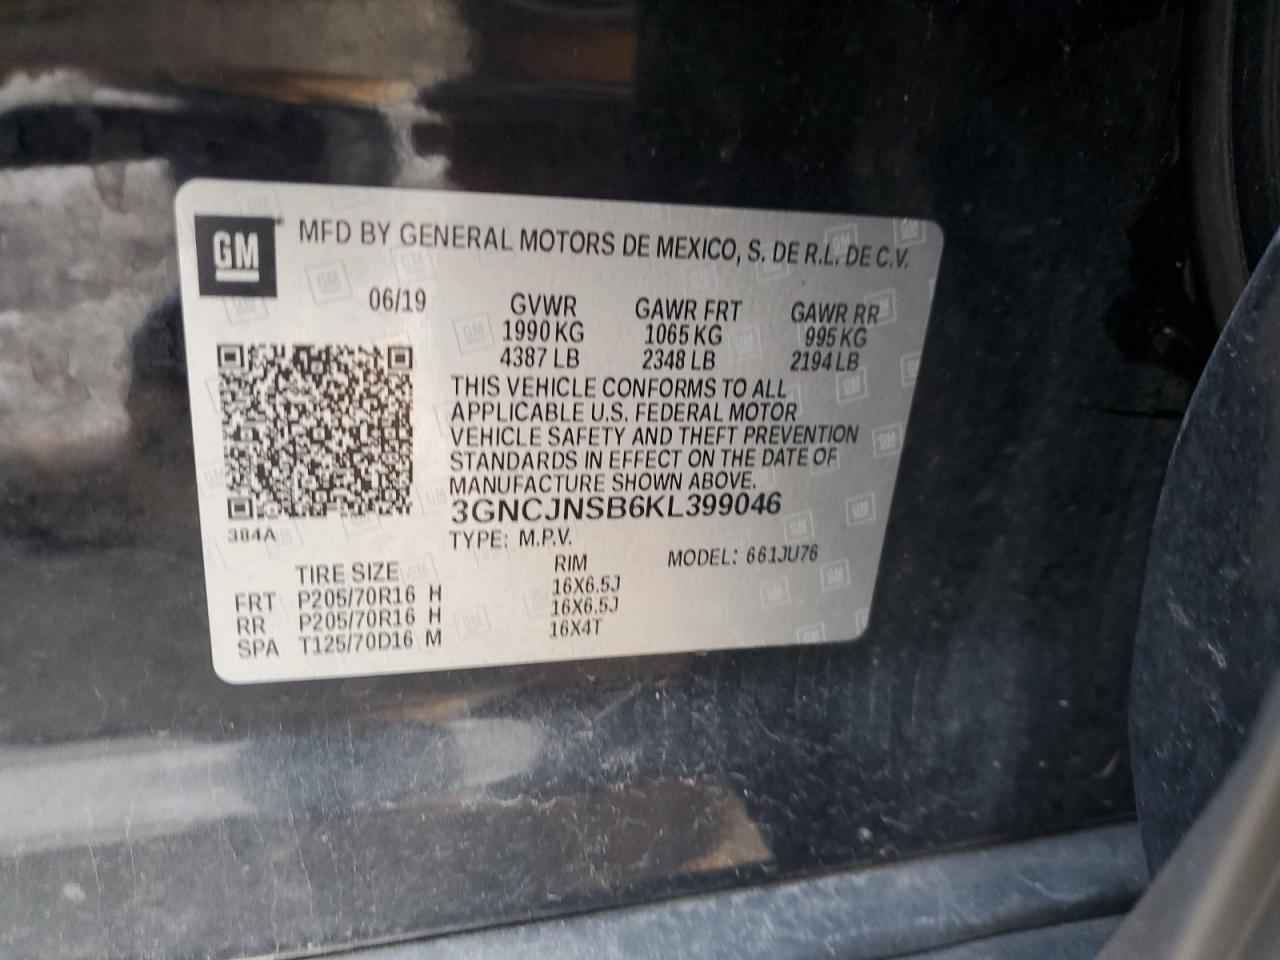 GM
MFD BY GENERAL MOTORS DE MEXICO, S. DE R.L. DE C.V.
06/19 GVWR GAWR FRT GAWR RR
1990 KG 1065 KG 995 KG
4387 LB 2348 LB 2194 LB
THIS VEHICLE CONFORMS TO ALL
APPLICABLE U.S. FEDERAL MOTOR
VEHICLE SAFETY AND THEFT PREVENTION
STANDARDS IN EFFECT ON THE DATE OF
MANUFACTURE SHOWN ABOVE.
3GNCJNSB6KL399046
384A
TYPE: M.P.V.
MODEL: 661JU76
TIRE SIZE RIM
FRT P205/70R16 H 16X6.5J
RR P205/70R16 H 16X6.5J
SPA T125/70D16 M 16X4T